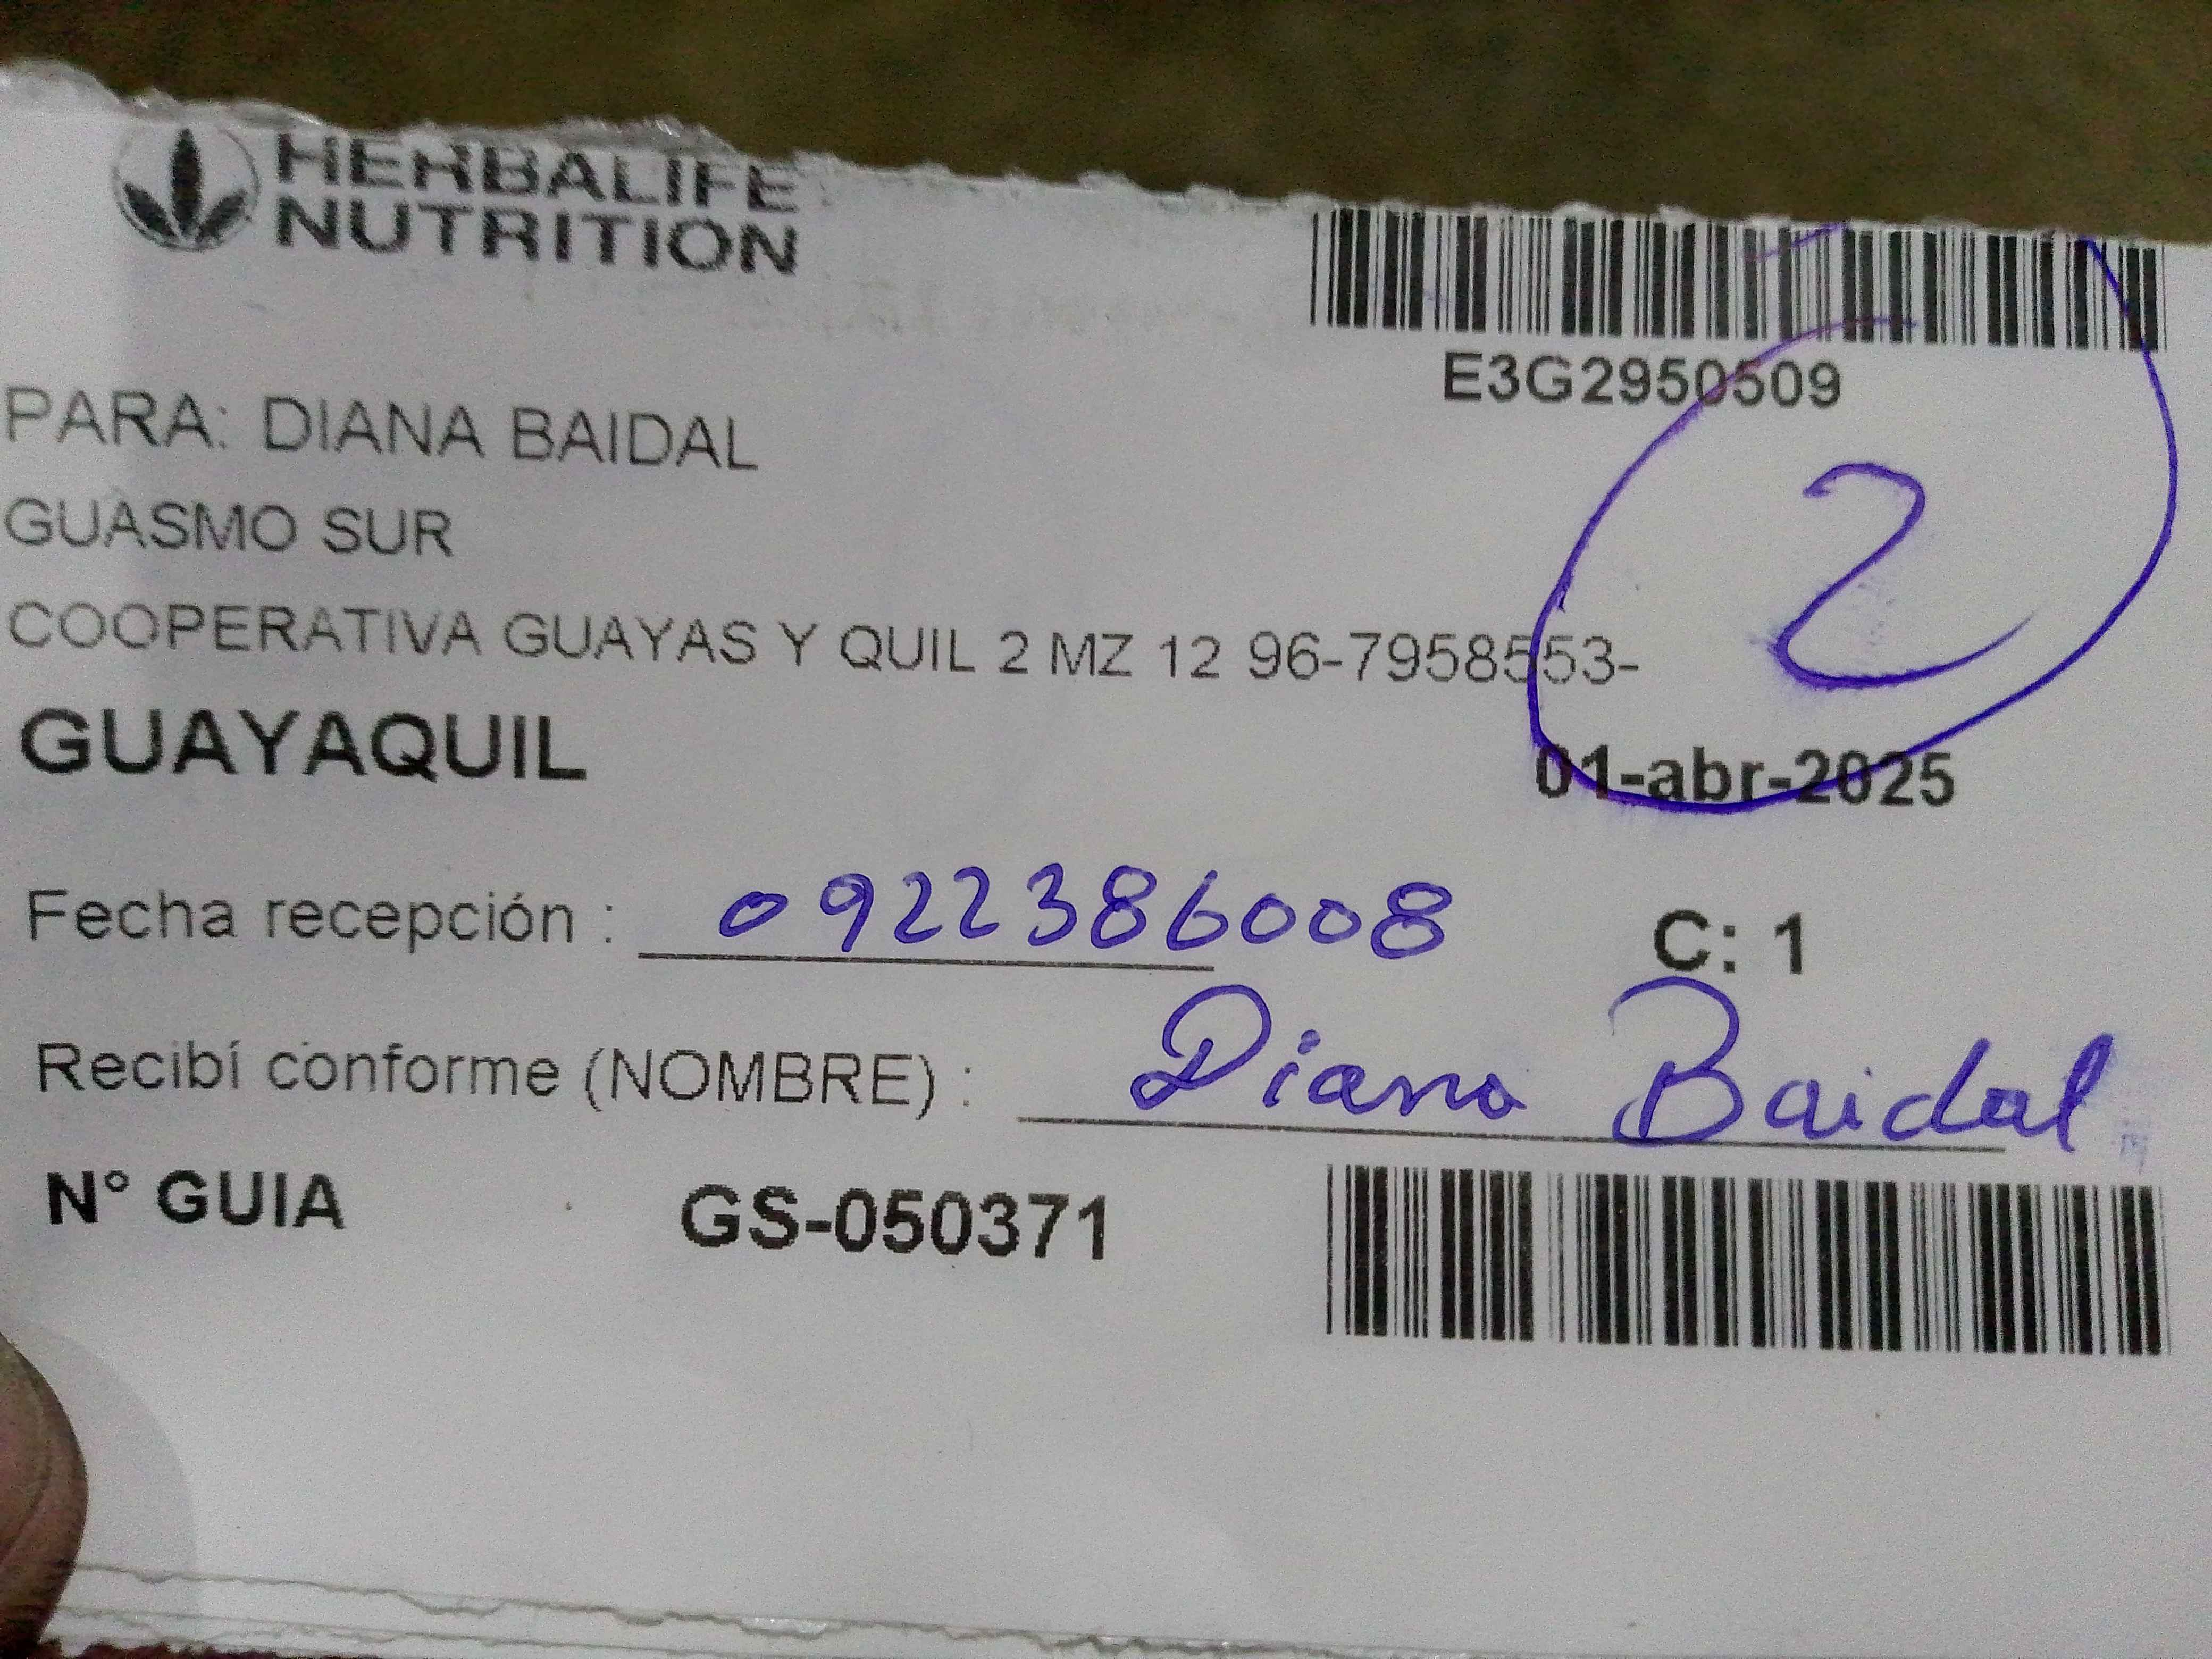 HERBALIFE
NUTRITION
E3G2950509
PARA: DIANA BAIDAL
2
GUASMO SUR
COOPERATIVA GUAYAS Y QUIL 2 MZ 12 96-7958553-
GUAYAQUIL
01-abr-2025
Fecha recepción : 0922386008
C: 1
Recibí conforme (NOMBRE) : Diana Baidal
N° GUIA GS-050371